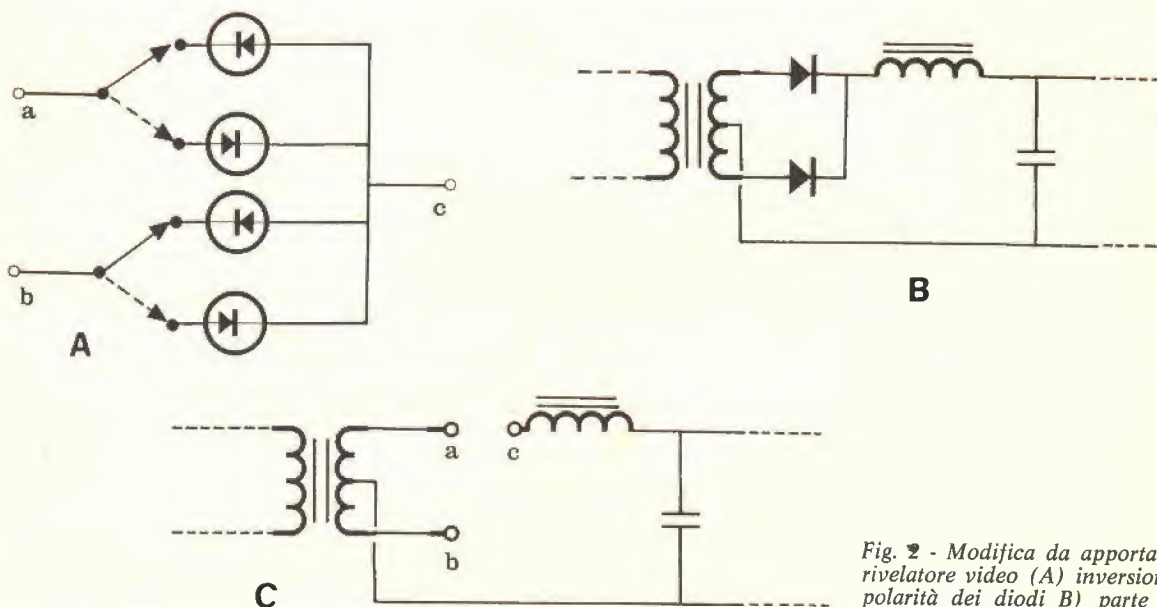 a
b
c
A
B
a
c
b
C
Fig. 2 - Modifica da apporta
rivelatore video (A) inversion
polarità dei diodi B) parte